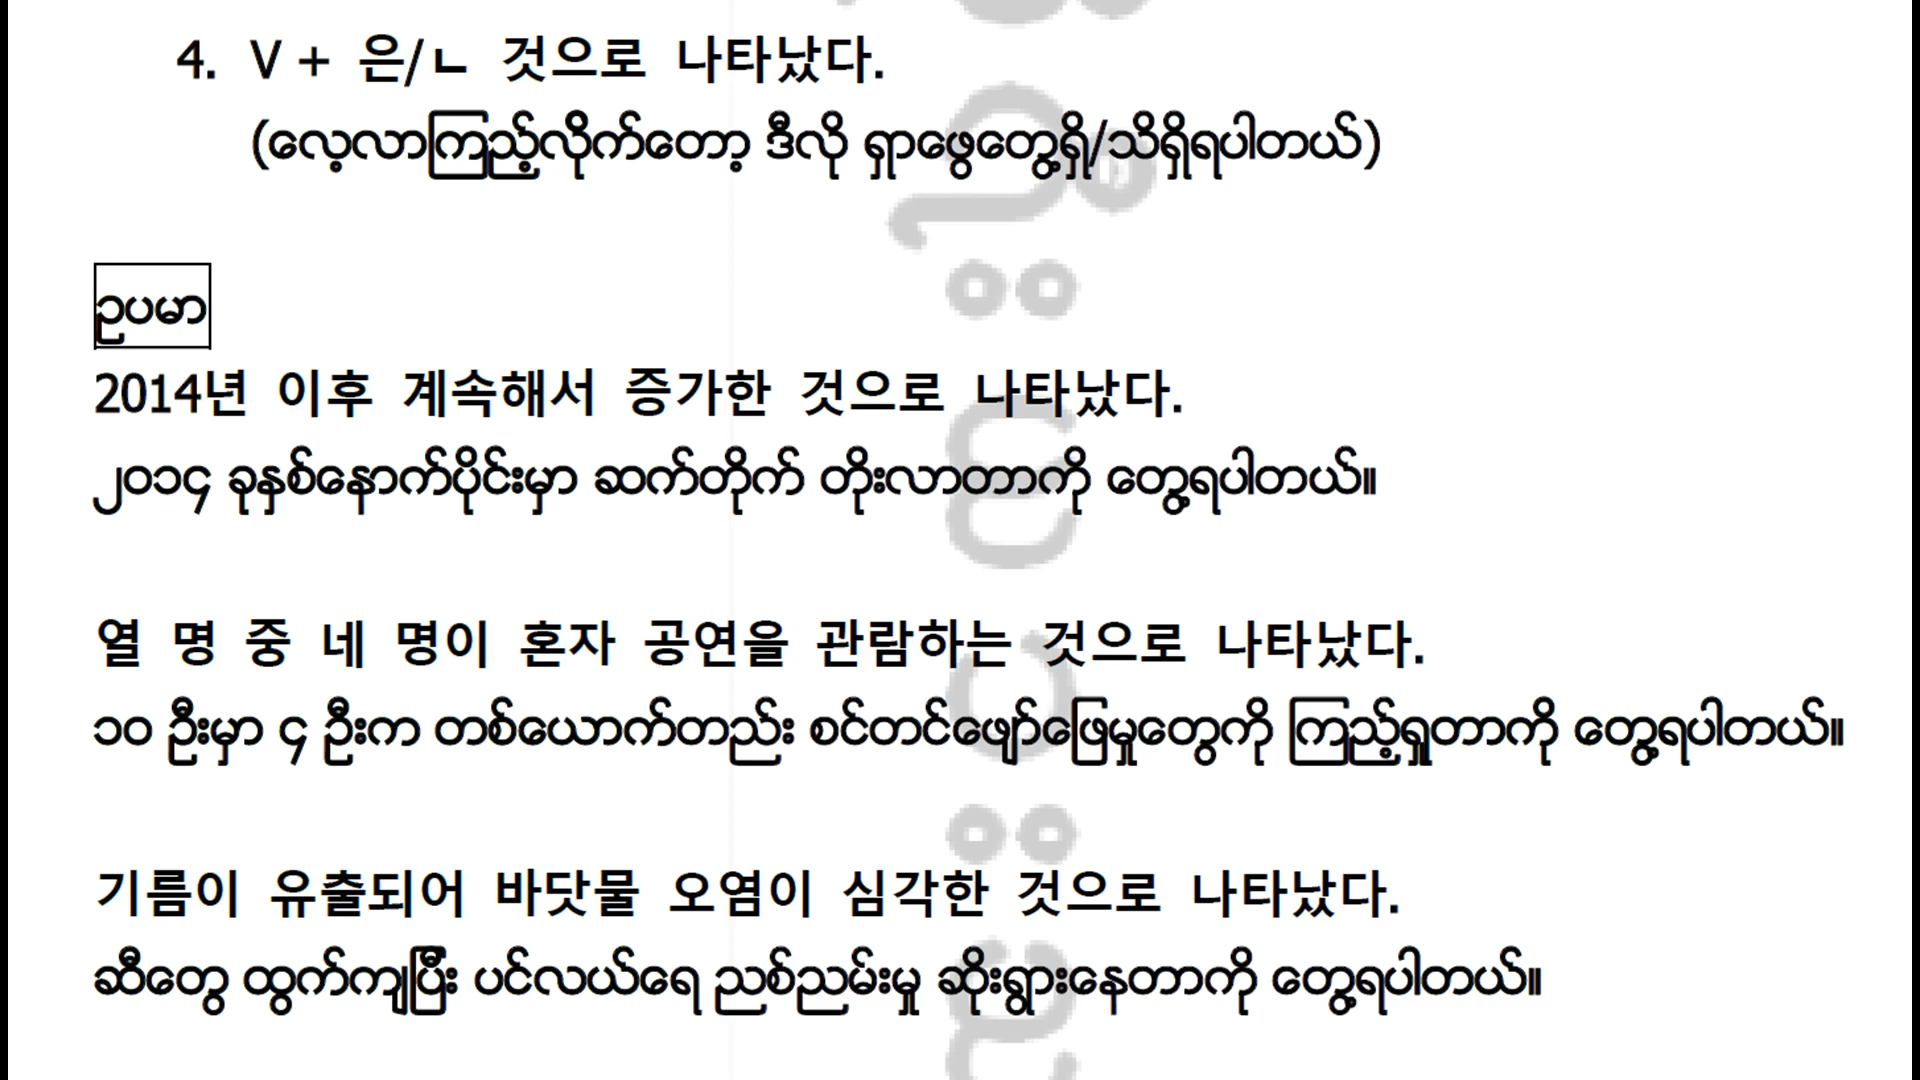 4. V + 은/ㄴ 것으로 나타났다.
(လေ့လာကြည့်လိုက်တော့ ဒီလို ရှာဖွေတွေ့ရှိ/သိရှိရပါတယ်)
ဥပမာ
2014년 이후 계속해서 증가한 것으로 나타났다.
၂၀၁၄ ခုနှစ်နောက်ပိုင်းမှာ ဆက်တိုက် တိုးလာတာကို တွေ့ရပါတယ်။
열 명 중 네 명이 혼자 공연을 관람하는 것으로 나타났다.
၁၀ ဦးမှာ ၄ ဦးက တစ်ယောက်တည်း စင်တင်ဖျော်ဖြေမှုတွေကို ကြည့်ရှုတာကို တွေ့ရပါတယ်။
기름이 유출되어 바닷물 오염이 심각한 것으로 나타났다.
ဆီတွေ ထွက်ကျပြီး ပင်လယ်ရေ ညစ်ညမ်းမှု ဆိုးရွားနေတာကို တွေ့ရပါတယ်။